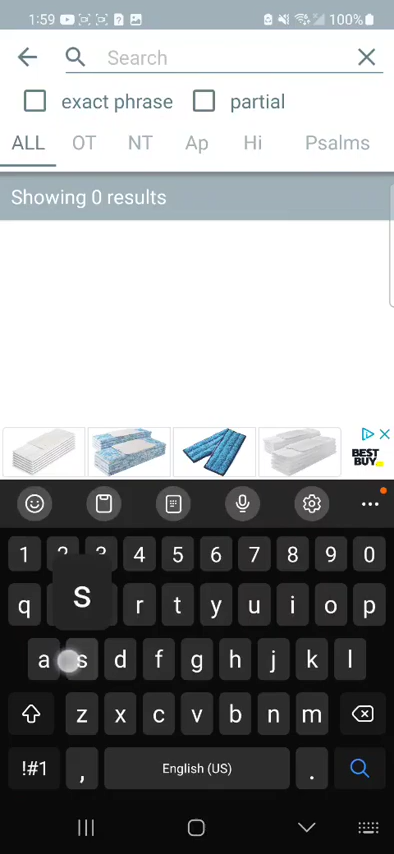 1:59 100%
Search
exact phrase partial
ALL OT NT Ap Hi Psalms
Showing 0 results
BEST BUY
1 2 3 4 5 6 7 8 9 0
q r t y u i o p
s
a s d f g h j k l
z x c v b n m
!#1 , English (US) .